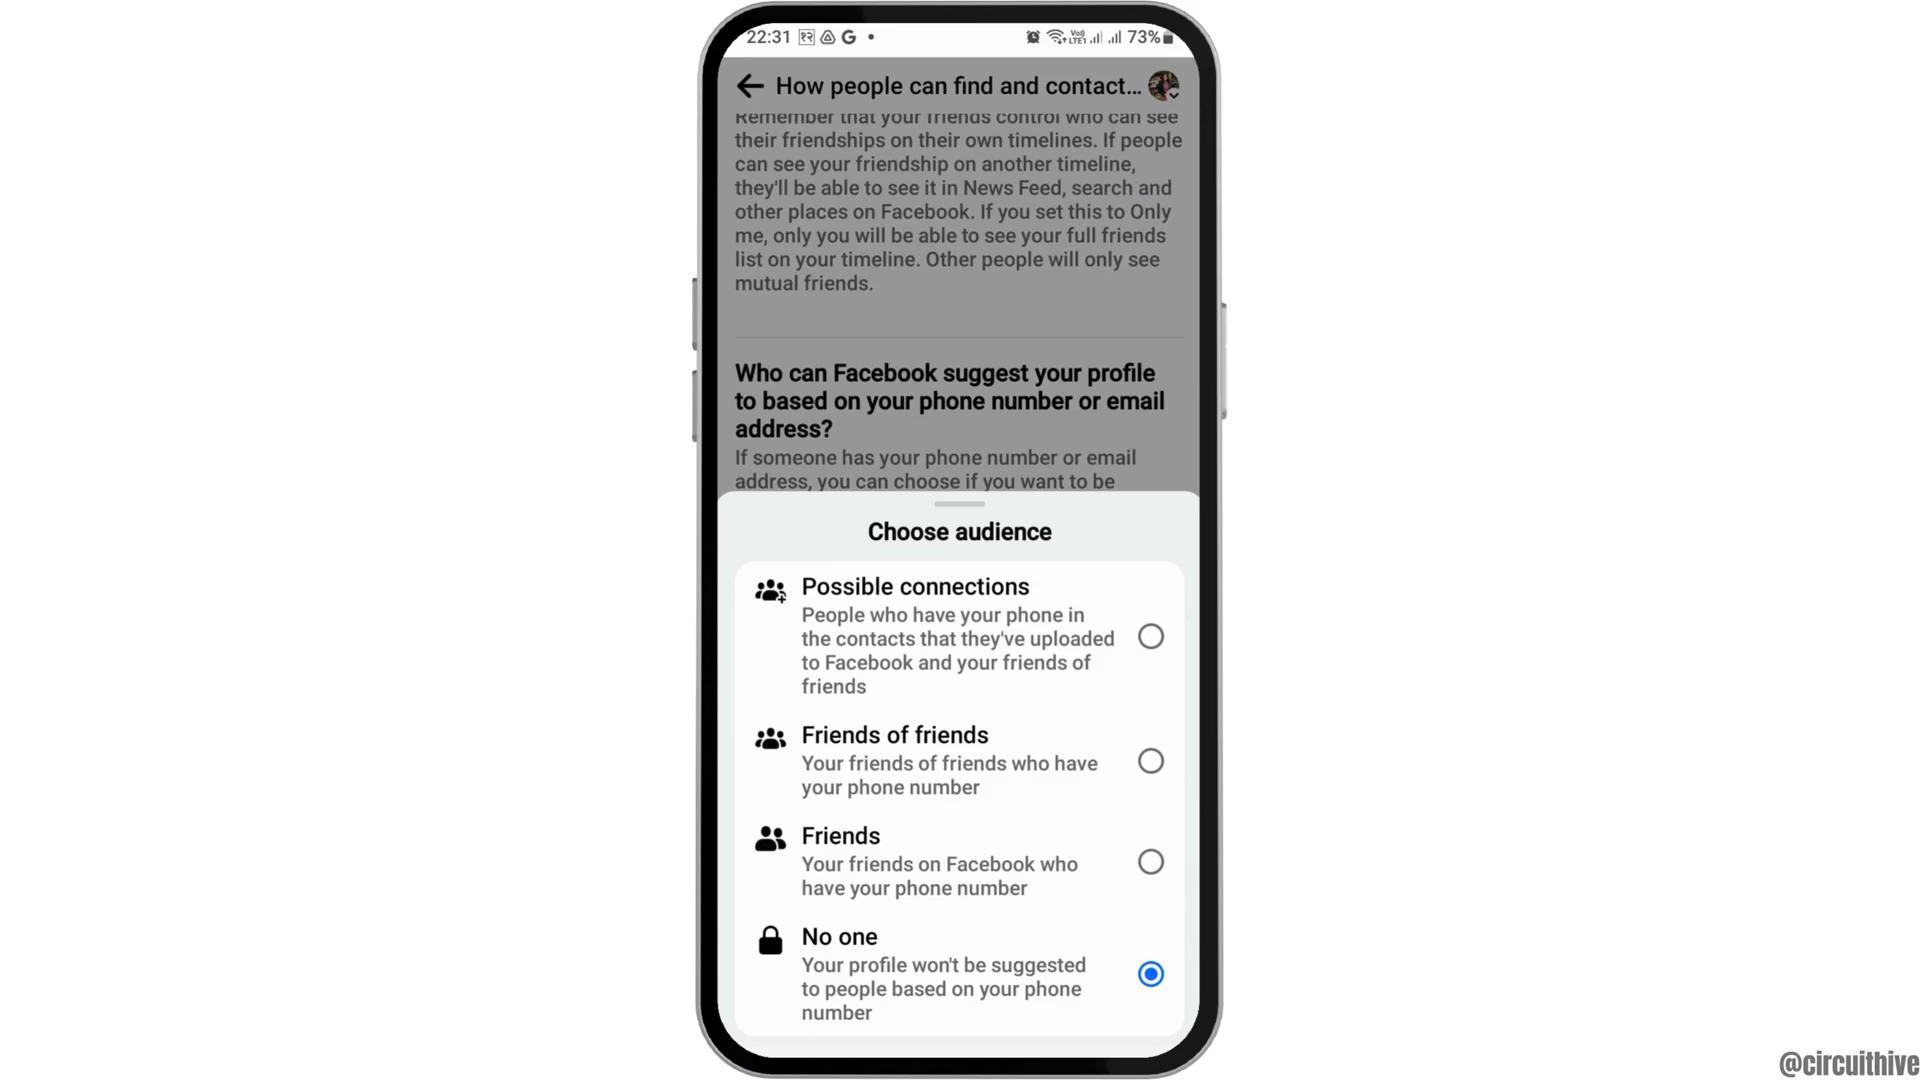 22:31 १२ G • Vo) LTE1 73%
How people can find and contact...
Remember that your friends control who can see
their friendships on their own timelines. If people
can see your friendship on another timeline,
they'll be able to see it in News Feed, search and
other places on Facebook. If you set this to Only
me, only you will be able to see your full friends
list on your timeline. Other people will only see
mutual friends.
Who can Facebook suggest your profile
to based on your phone number or email
address?
If someone has your phone number or email
address, you can choose if you want to be
Choose audience
Possible connections
People who have your phone in
the contacts that they've uploaded
to Facebook and your friends of
friends
Friends of friends
Your friends of friends who have
your phone number
Friends
Your friends on Facebook who
have your phone number
No one
Your profile won't be suggested
to people based on your phone
number
@circuithive